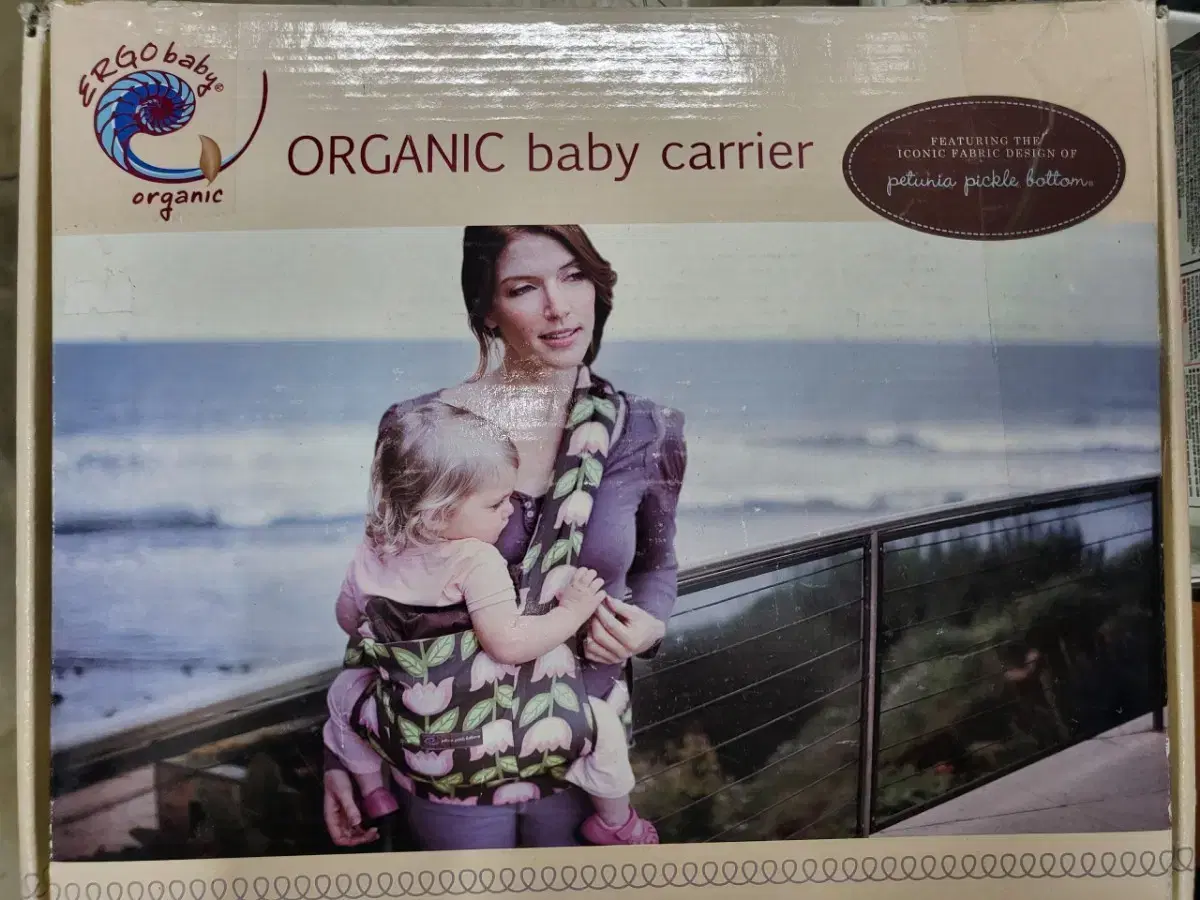 ERGObaby®
organic
ORGANIC baby carrier
FEATURING THE
ICONIC FABRIC DESIGN OF
petunia pickle bottom®